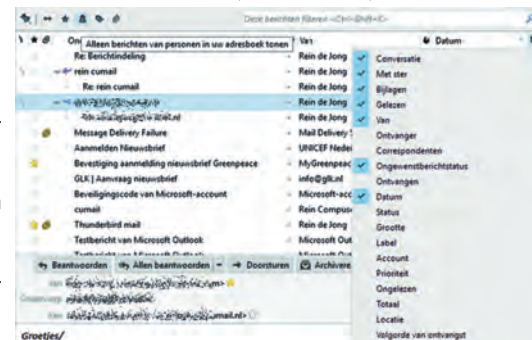 Deze berichten filteren <Ctrl+Shift+K>
On
Alleen berichten van personen in uw adresboek tonen
Van
Datum
Re: Berichtindeling
Rein de Jong
rein cumail
Rein de Jong
Re: rein cumail
Rein de Jong
Rein de Jong
Rein de Jong
Message Delivery Failure
Mail Delivery S
Aanmelden Nieuwsbrief
UNICEF Neder
Bevestiging aanmelding nieuwsbrief Greenpeace
MyGreenpeac
GLK | Aanvraag nieuwsbrief
info@glk.nl
Beveiligingscode van Microsoft-account
Microsoft-acc
cumail
Rein Compuse
Thunderbird mail
Rein de Jong
Testbericht van Microsoft Outlook
Microsoft Out
Testbericht van Microsoft Outlook
Microsoft Out
Conversatie
Met ster
Bijlagen
Gelezen
Van
Ontvanger
Correspondenten
Ongewenstberichtstatus
Ontvangen
Datum
Status
Grootte
Label
Account
Prioriteit
Ongelezen
Totaal
Locatie
Volgorde van ontvangst
Beantwoorden
Allen beantwoorden
Doorsturen
Archivere
Groetjes/